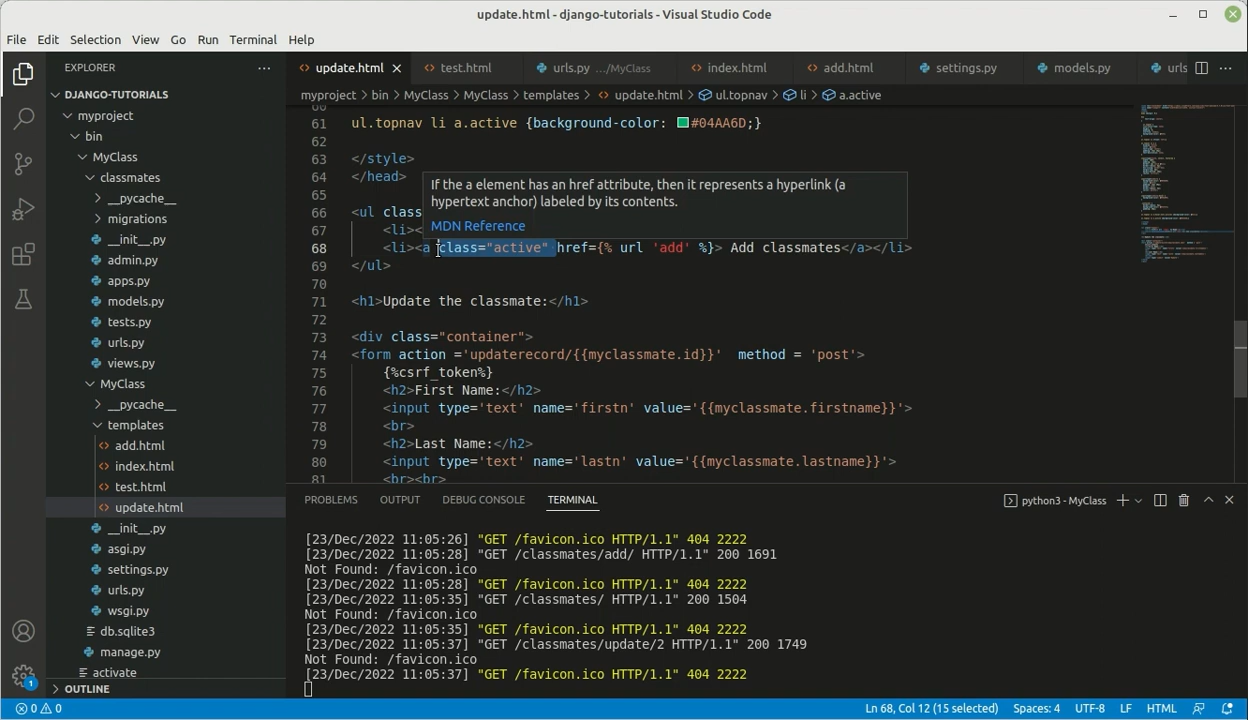 update.html - django-tutorials - Visual Studio Code
File Edit Selection View Go Run Terminal Help
EXPLORER
update.html test.html urls.py .../MyClass index.html add.html settings.py models.py urls
DJANGO-TUTORIALS
myproject > bin > MyClass > MyClass > templates > update.html > ul.topnav > li > a.active
myproject
bin
MyClass
classmates
__pycache__
migrations
__init__.py
admin.py
apps.py
models.py
tests.py
urls.py
views.py
MyClass
__pycache__
templates
add.html
index.html
test.html
update.html
__init__.py
asgi.py
settings.py
urls.py
wsgi.py
db.sqlite3
manage.py
activate
OUTLINE
60
61 ul.topnav li a.active {background-color: #04AA6D;}
62
63 </style>
64 </head>
65
If the a element has an href attribute, then it represents a hyperlink (a
hypertext anchor) labeled by its contents.
MDN Reference
66 <ul clas
67 <li><
68 <li><a class="active" href={% url 'add' %}> Add classmates</a></li>
69 </ul>
70
71 <h1>Update the classmate:</h1>
72
73 <div class="container">
74 <form action ='updaterecord/{{myclassmate.id}}'  method = 'post'>
75 {%csrf_token%}
76 <h2>First Name:</h2>
77 <input type='text' name='firstn' value='{{myclassmate.firstname}}'>
78 <br>
79 <h2>Last Name:</h2>
80 <input type='text' name='lastn' value='{{myclassmate.lastname}}'>
81 <br><br>
PROBLEMS OUTPUT DEBUG CONSOLE TERMINAL python3 - MyClass
[23/Dec/2022 11:05:26] "GET /favicon.ico HTTP/1.1" 404 2222
[23/Dec/2022 11:05:28] "GET /classmates/add/ HTTP/1.1" 200 1691
Not Found: /favicon.ico
[23/Dec/2022 11:05:28] "GET /favicon.ico HTTP/1.1" 404 2222
[23/Dec/2022 11:05:35] "GET /classmates/ HTTP/1.1" 200 1504
Not Found: /favicon.ico
[23/Dec/2022 11:05:35] "GET /favicon.ico HTTP/1.1" 404 2222
[23/Dec/2022 11:05:37] "GET /classmates/update/2 HTTP/1.1" 200 1749
Not Found: /favicon.ico
[23/Dec/2022 11:05:37] "GET /favicon.ico HTTP/1.1" 404 2222
1
0 0 Ln 68, Col 12 (15 selected) Spaces: 4 UTF-8 LF HTML